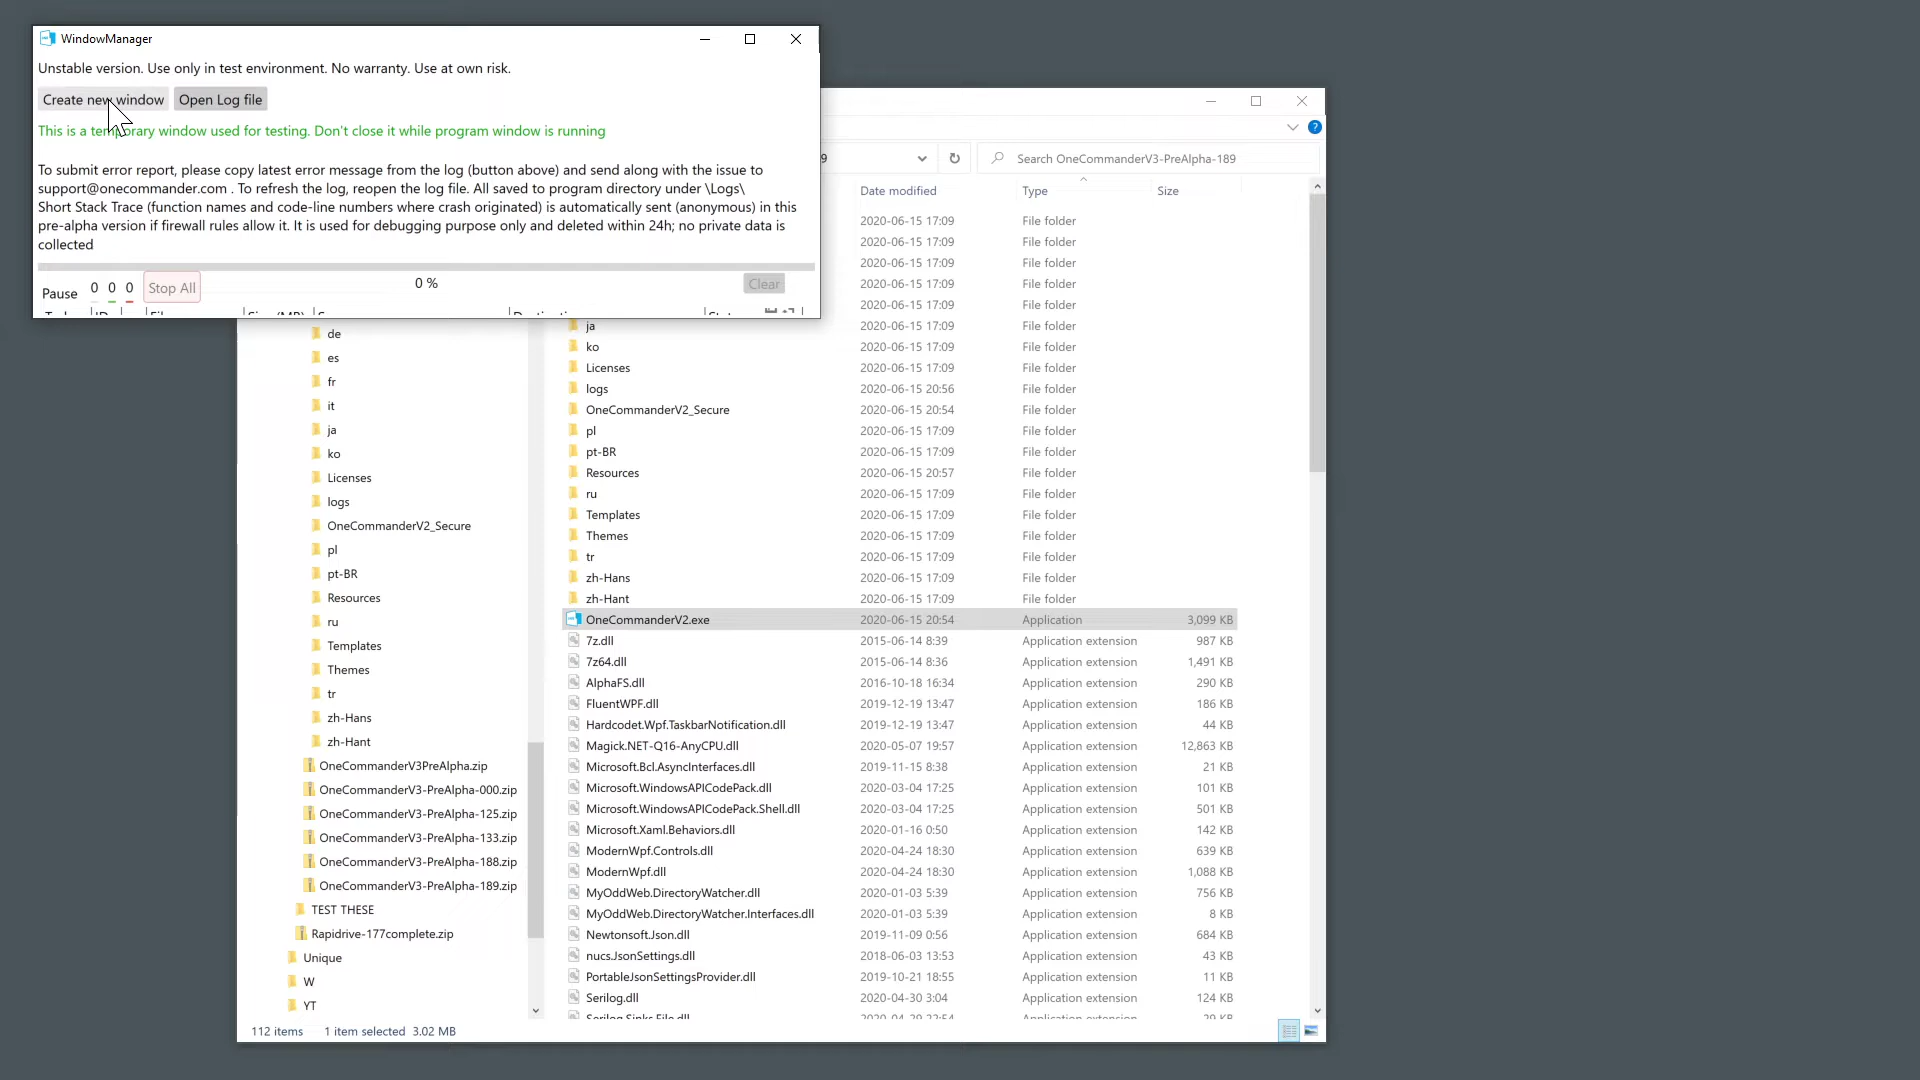 WindowManager
Unstable version. Use only in test environment. No warranty. Use at own risk.
Create new window Open Log file
This is a temporary window used for testing. Don't close it while program window is running
To submit error report, please copy latest error message from the log (button above) and send along with the issue to
support@onecommander.com . To refresh the log, reopen the log file. All saved to program directory under \Logs\
Short Stack Trace (function names and code-line numbers where crash originated) is automatically sent (anonymous) in this
pre-alpha version if firewall rules allow it. It is used for debugging purpose only and deleted within 24h; no private data is
collected
Pause 0 0 0 Stop All 0 % Clear
9 Search OneCommanderV3-PreAlpha-189
Date modified Type Size
2020-06-15 17:09 File folder
2020-06-15 17:09 File folder
2020-06-15 17:09 File folder
2020-06-15 17:09 File folder
2020-06-15 17:09 File folder
de
es
fr
it
ja
ko
Licenses
logs
OneCommanderV2_Secure
pl
pt-BR
Resources
ru
Templates
Themes
tr
zh-Hans
zh-Hant
OneCommanderV3PreAlpha.zip
OneCommanderV3-PreAlpha-000.zip
OneCommanderV3-PreAlpha-125.zip
OneCommanderV3-PreAlpha-133.zip
OneCommanderV3-PreAlpha-188.zip
OneCommanderV3-PreAlpha-189.zip
TEST THESE
Rapidrive-177complete.zip
Unique
W
YT
ja 2020-06-15 17:09 File folder
ko 2020-06-15 17:09 File folder
Licenses 2020-06-15 17:09 File folder
logs 2020-06-15 20:56 File folder
OneCommanderV2_Secure 2020-06-15 20:54 File folder
pl 2020-06-15 17:09 File folder
pt-BR 2020-06-15 17:09 File folder
Resources 2020-06-15 20:57 File folder
ru 2020-06-15 17:09 File folder
Templates 2020-06-15 17:09 File folder
Themes 2020-06-15 17:09 File folder
tr 2020-06-15 17:09 File folder
zh-Hans 2020-06-15 17:09 File folder
zh-Hant 2020-06-15 17:09 File folder
OneCommanderV2.exe 2020-06-15 20:54 Application 3,099 KB
7z.dll 2015-06-14 8:39 Application extension 987 KB
7z64.dll 2015-06-14 8:36 Application extension 1,491 KB
AlphaFS.dll 2016-10-18 16:34 Application extension 290 KB
FluentWPF.dll 2019-12-19 13:47 Application extension 186 KB
Hardcodet.Wpf.TaskbarNotification.dll 2019-12-19 13:47 Application extension 44 KB
Magick.NET-Q16-AnyCPU.dll 2020-05-07 19:57 Application extension 12,863 KB
Microsoft.Bcl.AsyncInterfaces.dll 2019-11-15 8:38 Application extension 21 KB
Microsoft.WindowsAPICodePack.dll 2020-03-04 17:25 Application extension 101 KB
Microsoft.WindowsAPICodePack.Shell.dll 2020-03-04 17:25 Application extension 501 KB
Microsoft.Xaml.Behaviors.dll 2020-01-16 0:50 Application extension 142 KB
ModernWpf.Controls.dll 2020-04-24 18:30 Application extension 639 KB
ModernWpf.dll 2020-04-24 18:30 Application extension 1,088 KB
MyOddWeb.DirectoryWatcher.dll 2020-01-03 5:39 Application extension 756 KB
MyOddWeb.DirectoryWatcher.Interfaces.dll 2020-01-03 5:39 Application extension 8 KB
Newtonsoft.Json.dll 2019-11-09 0:56 Application extension 684 KB
nucs.JsonSettings.dll 2018-06-03 13:53 Application extension 43 KB
PortableJsonSettingsProvider.dll 2019-10-21 18:55 Application extension 11 KB
Serilog.dll 2020-04-30 3:04 Application extension 124 KB
112 items 1 item selected 3.02 MB